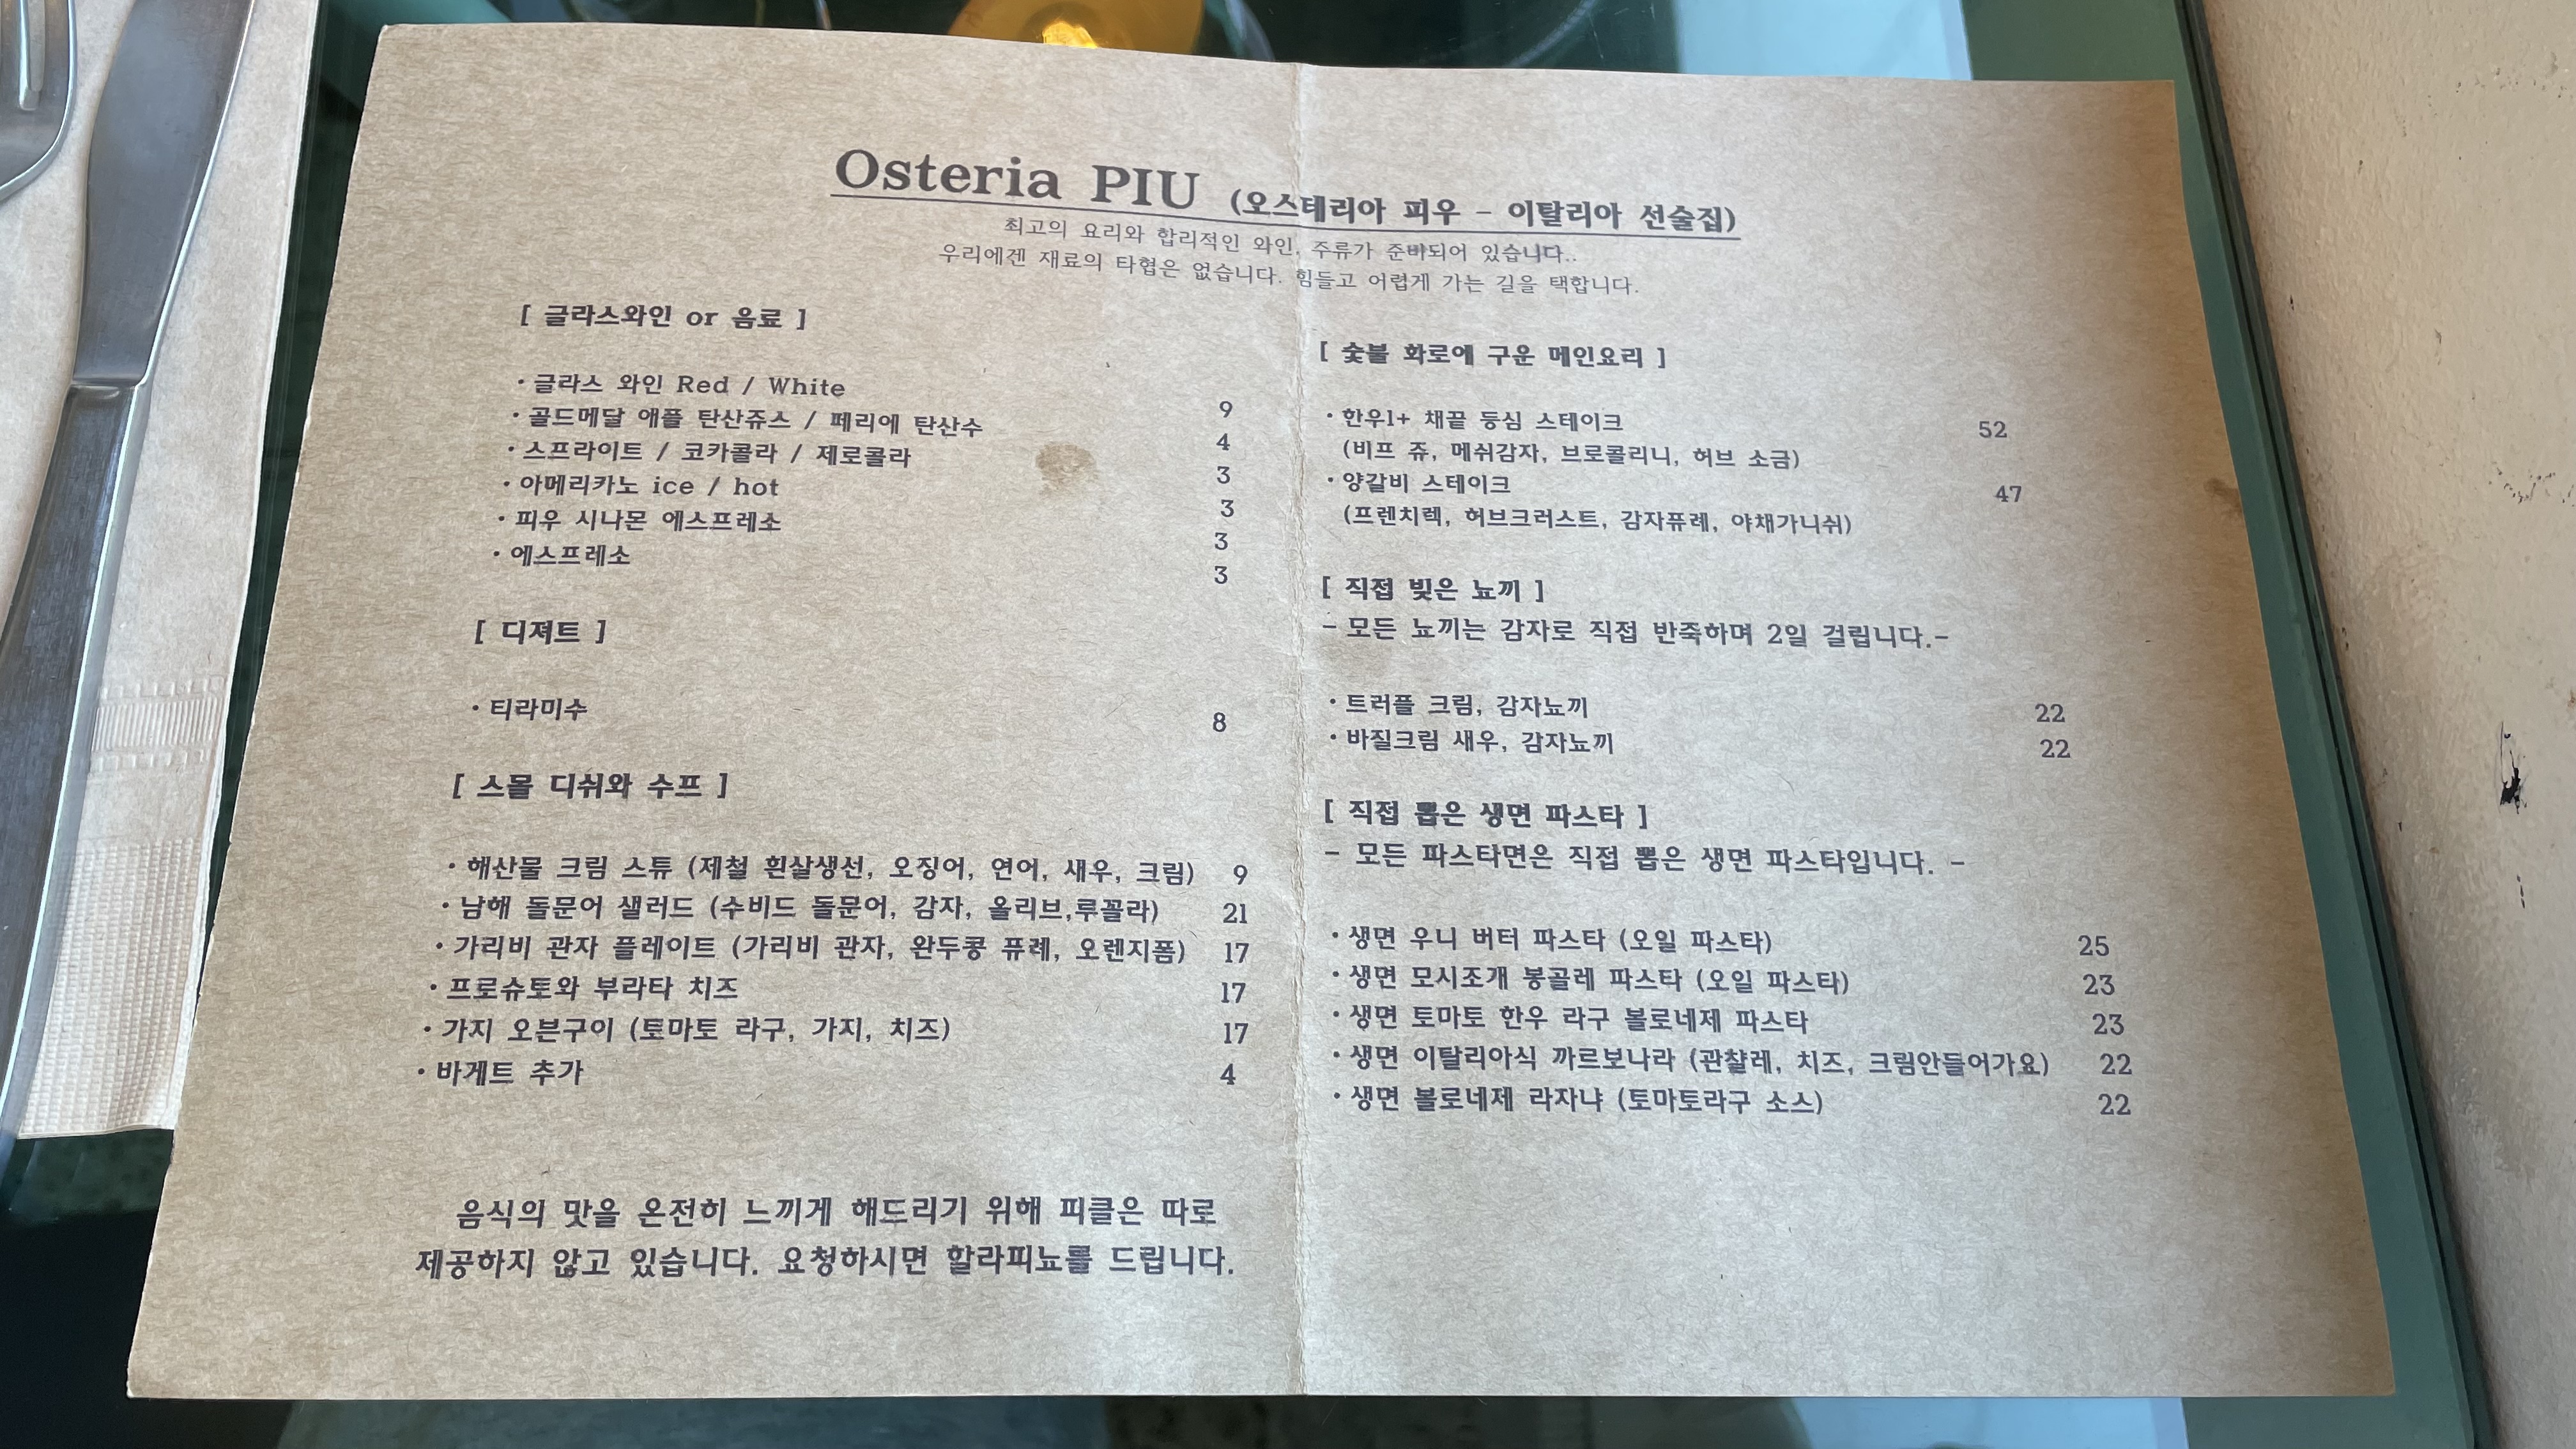 Osteria PIU (오스테리아 피우 - 이탈리아 선술집)
최고의 요리와 합리적인 와인, 주류가 준비되어 있습니다..
우리에겐 재료의 타협은 없습니다. 힘들고 어렵게 가는 길을 택합니다.
[ 글라스와인 or 음료 ]
· 글라스 와인 Red / White 9
· 골드메달 애플 탄산쥬스 / 페리에 탄산수 4
· 스프라이트 / 코카콜라 / 제로콜라 3
· 아메리카노 ice / hot 3
· 피우 시나몬 에스프레소 3
· 에스프레소 3
[ 디져트 ]
· 티라미수 8
[ 스몰 디쉬와 수프 ]
· 해산물 크림 스튜 (제철 흰살생선, 오징어, 연어, 새우, 크림) 9
· 남해 돌문어 샐러드 (수비드 돌문어, 감자, 올리브,루꼴라) 21
· 가리비 관자 플레이트 (가리비 관자, 완두콩 퓨레, 오렌지폼) 17
· 프로슈토와 부라타 치즈 17
· 가지 오븐구이 (토마토 라구, 가지, 치즈) 17
· 바게트 추가 4
음식의 맛을 온전히 느끼게 해드리기 위해 피클은 따로
제공하지 않고 있습니다. 요청하시면 할라피뇨를 드립니다.
[ 숯불 화로에 구운 메인요리 ]
· 한우1+ 채끝 등심 스테이크 52
(비프 쥬, 메쉬감자, 브로콜리니, 허브 소금)
· 양갈비 스테이크 47
(프렌치렉, 허브크러스트, 감자퓨레, 야채가니쉬)
[ 직접 빚은 뇨끼 ]
- 모든 뇨끼는 감자로 직접 반죽하며 2일 걸립니다.-
· 트러플 크림, 감자뇨끼 22
· 바질크림 새우, 감자뇨끼 22
[ 직접 뽑은 생면 파스타 ]
- 모든 파스타면은 직접 뽑은 생면 파스타입니다. -
· 생면 우니 버터 파스타 (오일 파스타) 25
· 생면 모시조개 봉골레 파스타 (오일 파스타) 23
· 생면 토마토 한우 라구 볼로네제 파스타 23
· 생면 이탈리아식 까르보나라 (관찰레, 치즈, 크림안들어가요) 22
· 생면 볼로네제 라자냐 (토마토라구 소스) 22